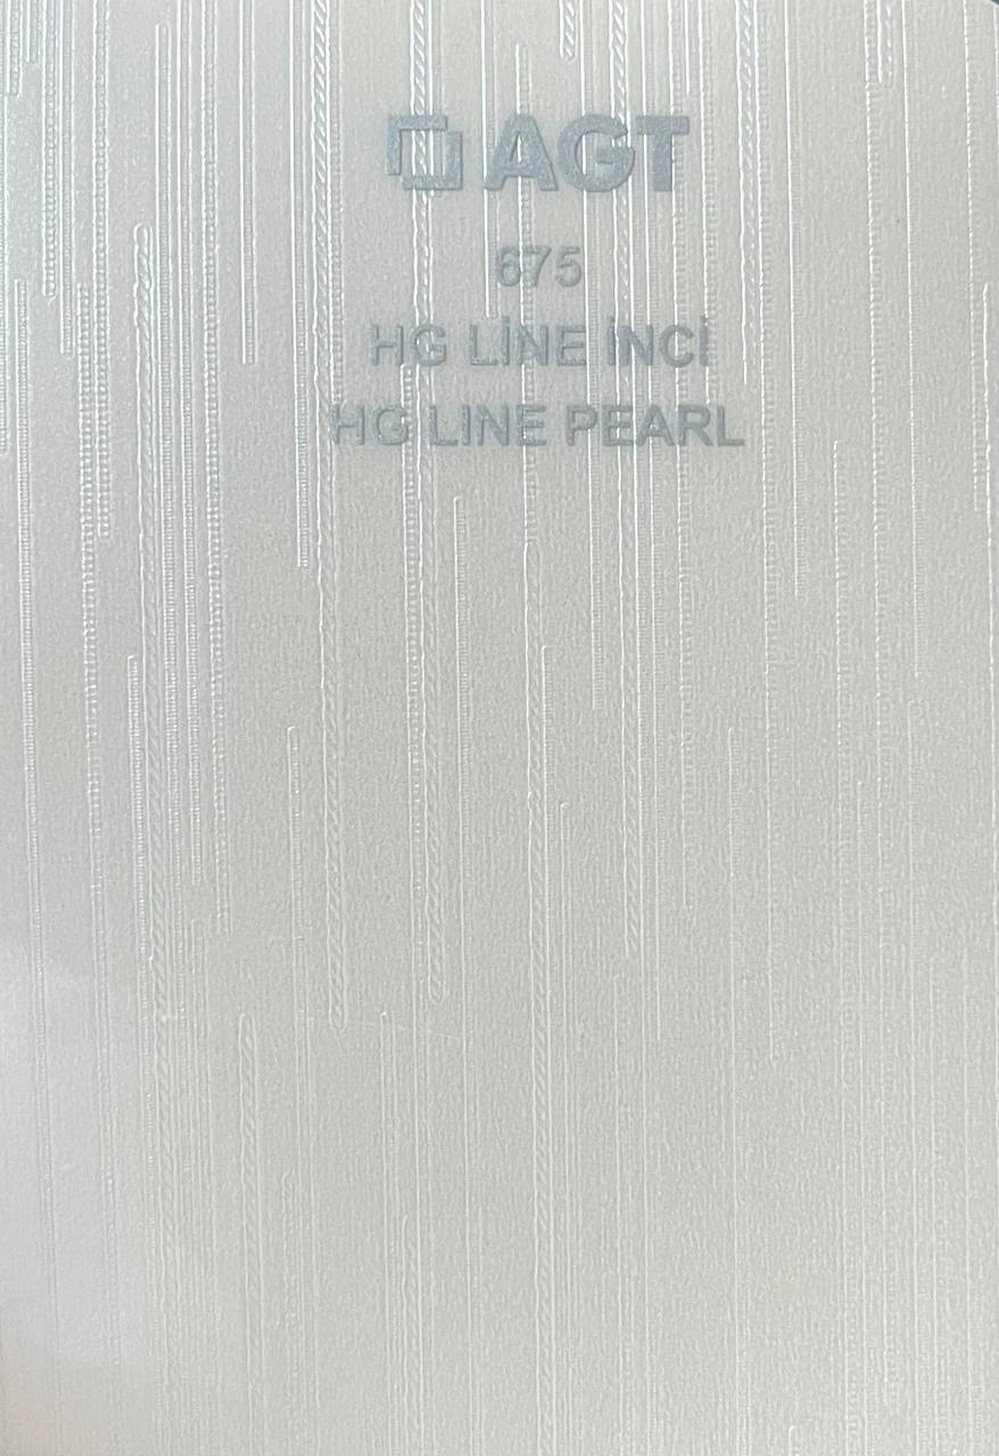 AGT
675
HG LİNE İNCİ
HG LINE PEARL